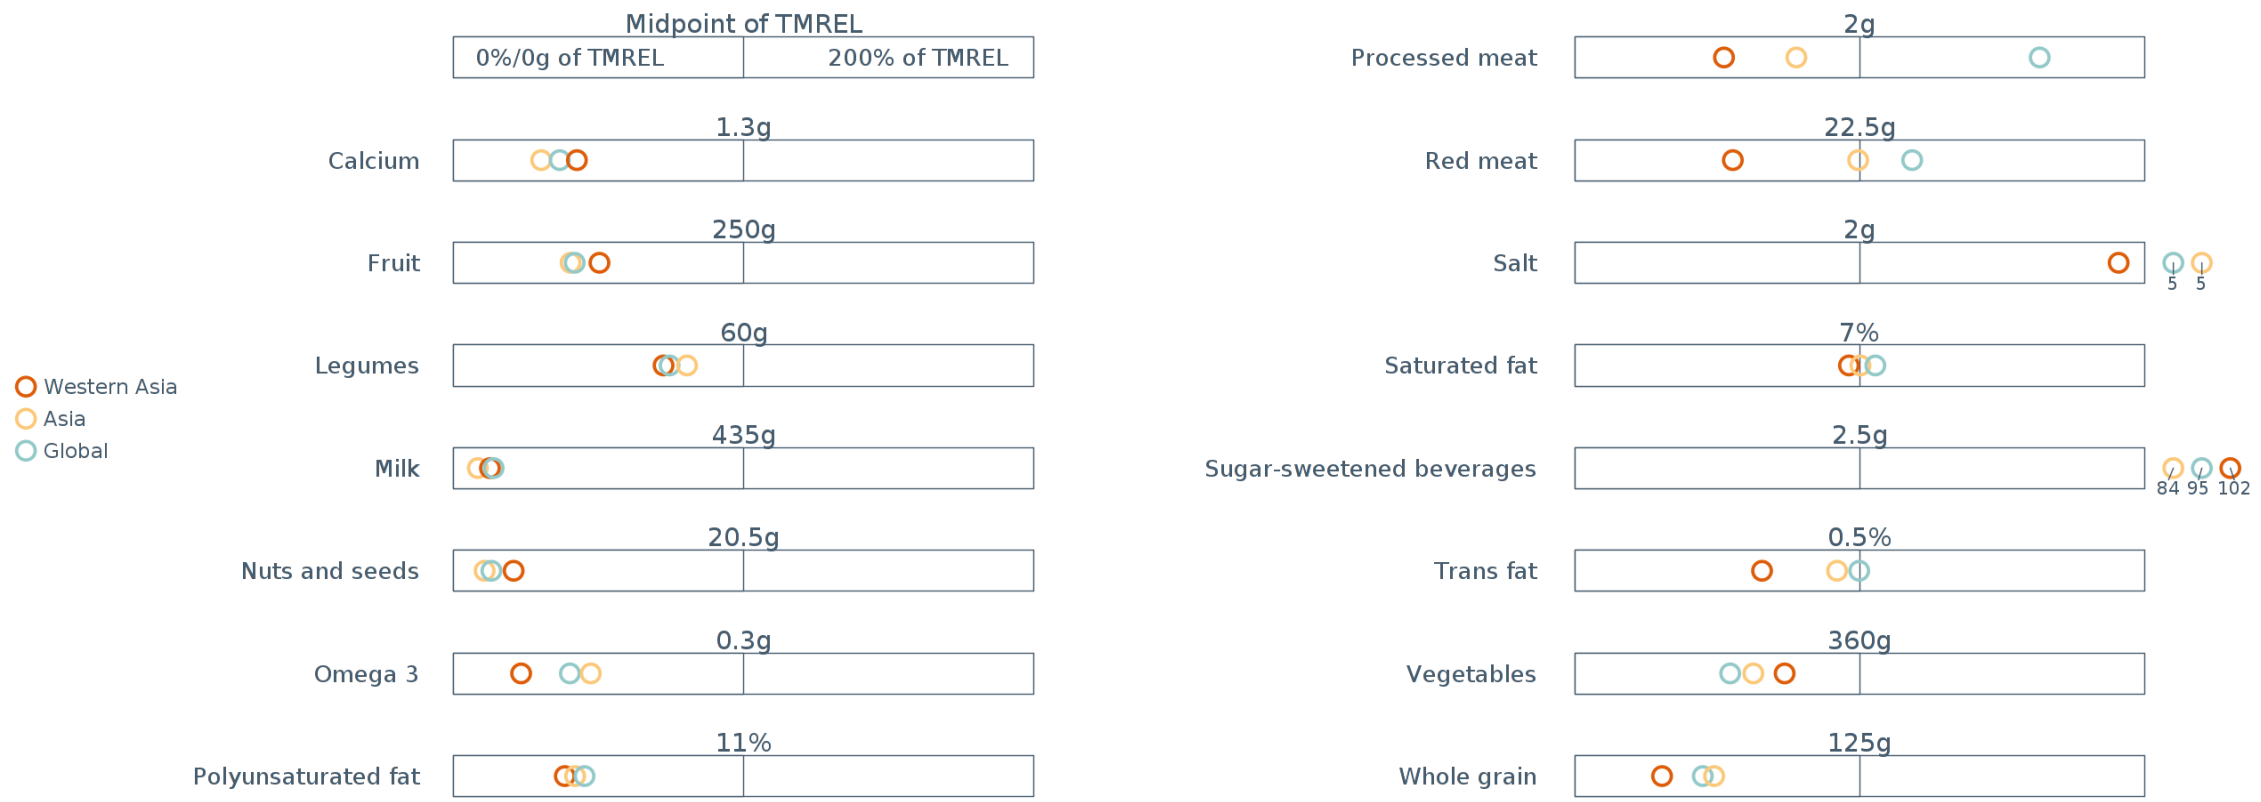 Midpoint of TMREL
0%/0g of TMREL 200% of TMREL
1.3g
Calcium
250g
Fruit
60g
Legumes
435g
Milk
20.5g
Nuts and seeds
0.3g
Omega 3
11%
Polyunsaturated fat
Western Asia
Asia
Global
2g
Processed meat
22.5g
Red meat
2g
Salt
5 5
7%
Saturated fat
2.5g
Sugar-sweetened beverages
84 95 102
0.5%
Trans fat
360g
Vegetables
125g
Whole grain